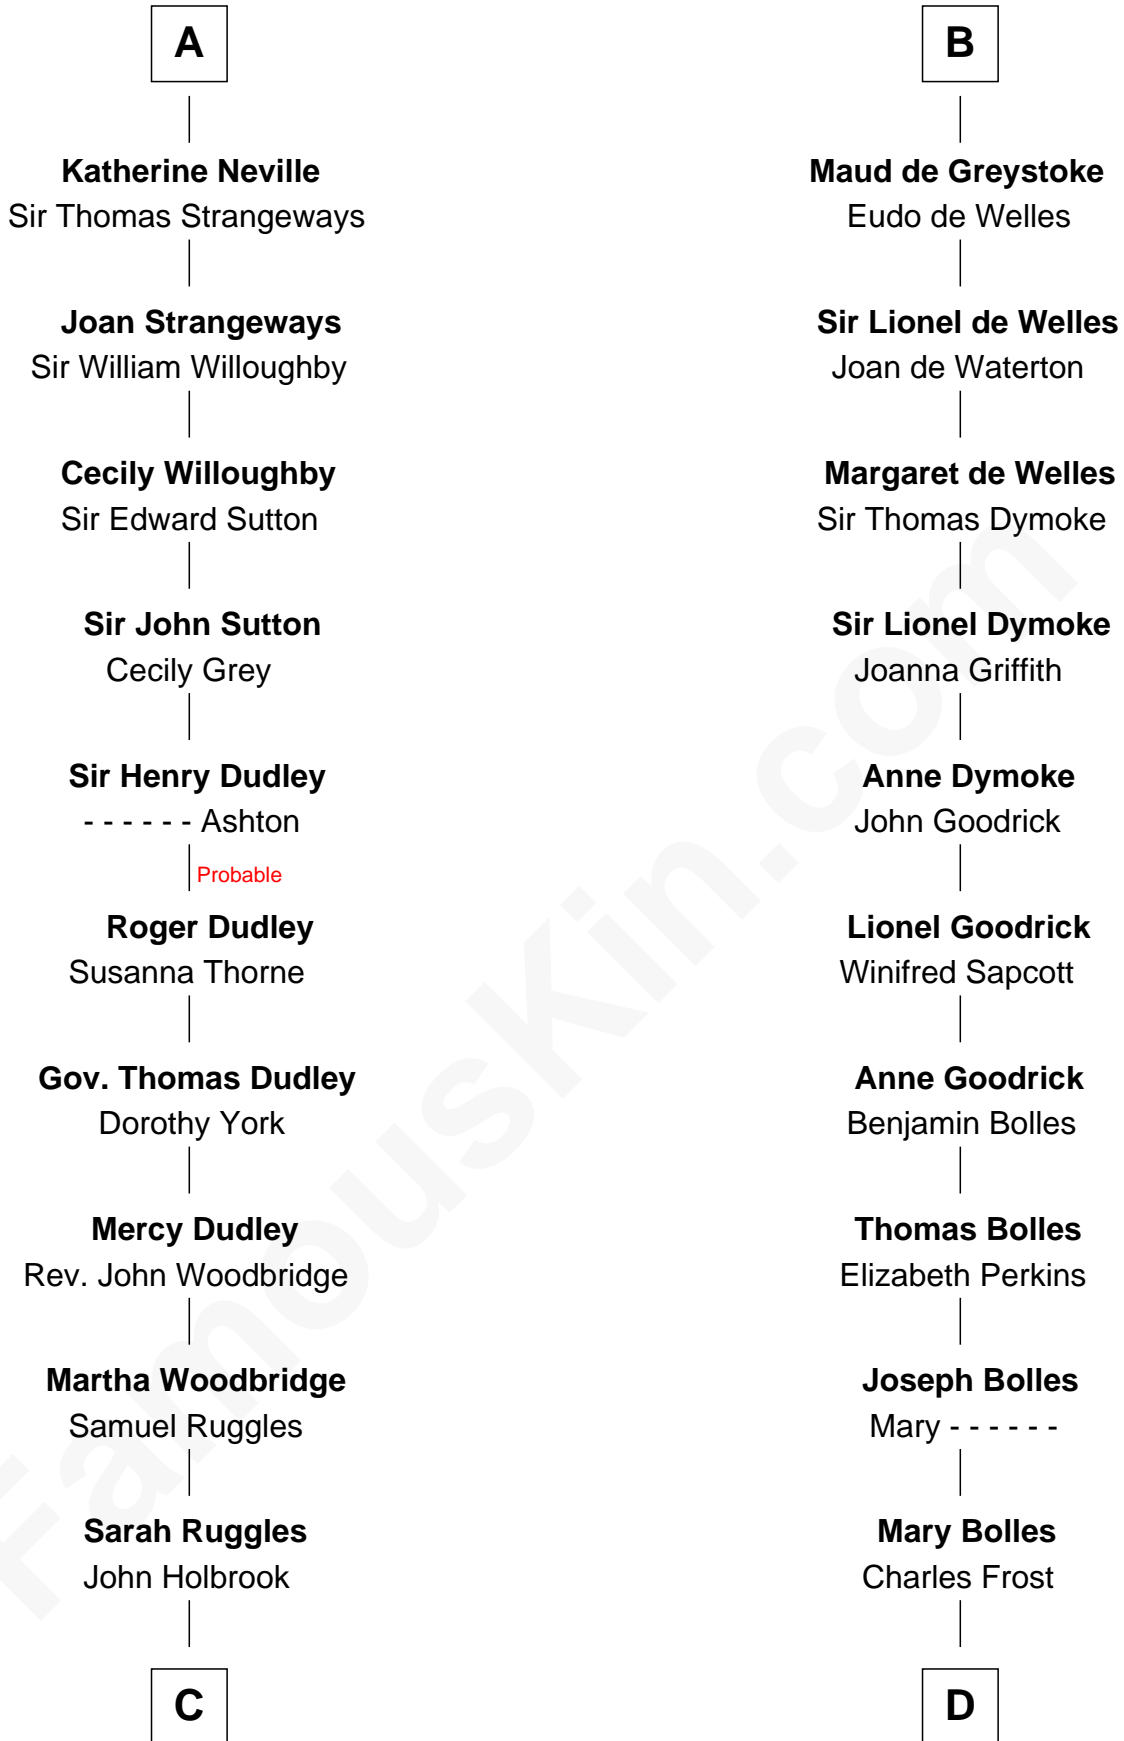 A
Katherine Neville
Sir Thomas Strangeways
Joan Strangeways
Sir William Willoughby
Cecily Willoughby
Sir Edward Sutton
Sir John Sutton
Cecily Grey
Sir Henry Dudley
- - - - - - Ashton
Probable
Roger Dudley
Susanna Thorne
Gov. Thomas Dudley
Dorothy York
Mercy Dudley
Rev. John Woodbridge
Martha Woodbridge
Samuel Ruggles
Sarah Ruggles
John Holbrook
C
B
Maud de Greystoke
Eudo de Welles
Sir Lionel de Welles
Joan de Waterton
Margaret de Welles
Sir Thomas Dymoke
Sir Lionel Dymoke
Joanna Griffith
Anne Dymoke
John Goodrick
Lionel Goodrick
Winifred Sapcott
Anne Goodrick
Benjamin Bolles
Thomas Bolles
Elizabeth Perkins
Joseph Bolles
Mary - - - - - -
Mary Bolles
Charles Frost
D
FamousKin.com